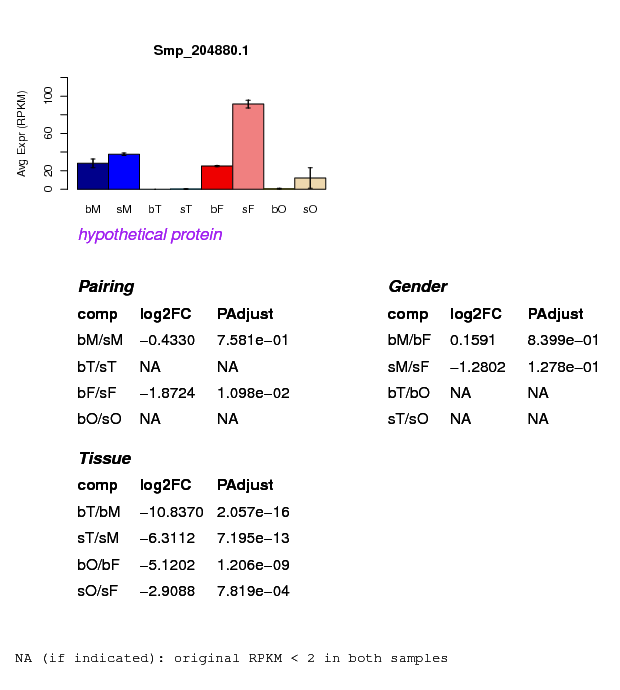 Smp_204880.1
Avg Expr (RPKM)
0 20 60 100
bM sM bT sT bF sF bO sO
hypothetical protein
Pairing
comp log2FC PAdjust
bM/sM −0.4330 7.581e−01
bT/sT NA NA
bF/sF −1.8724 1.098e−02
bO/sO NA NA
Gender
comp log2FC PAdjust
bM/bF 0.1591 8.399e−01
sM/sF −1.2802 1.278e−01
bT/bO NA NA
sT/sO NA NA
Tissue
comp log2FC PAdjust
bT/bM −10.8370 2.057e−16
sT/sM −6.3112 7.195e−13
bO/bF −5.1202 1.206e−09
sO/sF −2.9088 7.819e−04
NA (if indicated): original RPKM < 2 in both samples